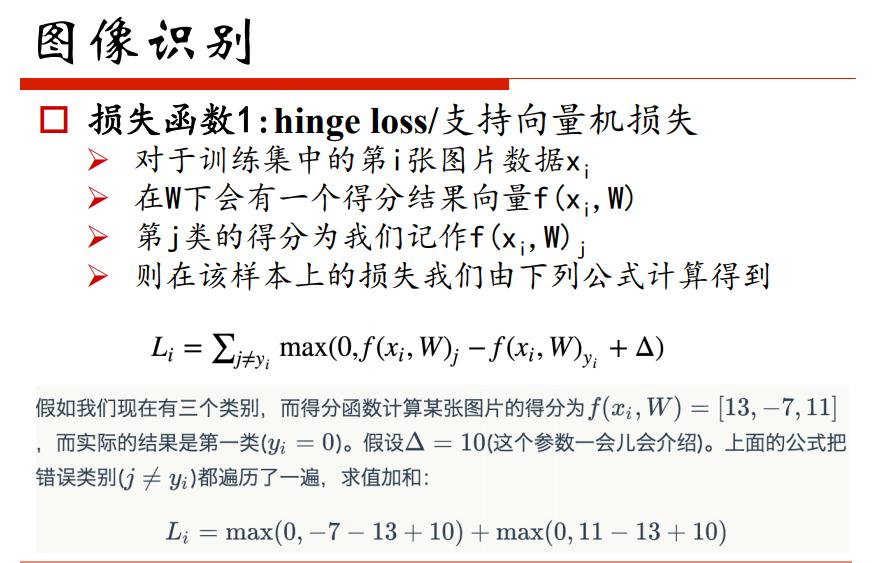 图像识别
损失函数1:hinge loss/支持向量机损失
对于训练集中的第i张图片数据xᵢ
在W下会有一个得分结果向量f(xᵢ,W)
第j类的得分为我们记作f(xᵢ,W)ⱼ
则在该样本上的损失我们由下列公式计算得到
L_i = ∑_{j≠y_i} max(0,f(x_i, W)_j − f(x_i, W)_{y_i} + Δ)
假如我们现在有三个类别，而得分函数计算某张图片的得分为f(x_i, W) = [13, −7, 11]
，而实际的结果是第一类(y_i = 0)。假设Δ = 10(这个参数一会儿会介绍)。上面的公式把
错误类别(j ≠ y_i)都遍历了一遍，求值加和：
L_i = max(0, −7 − 13 + 10) + max(0, 11 − 13 + 10)